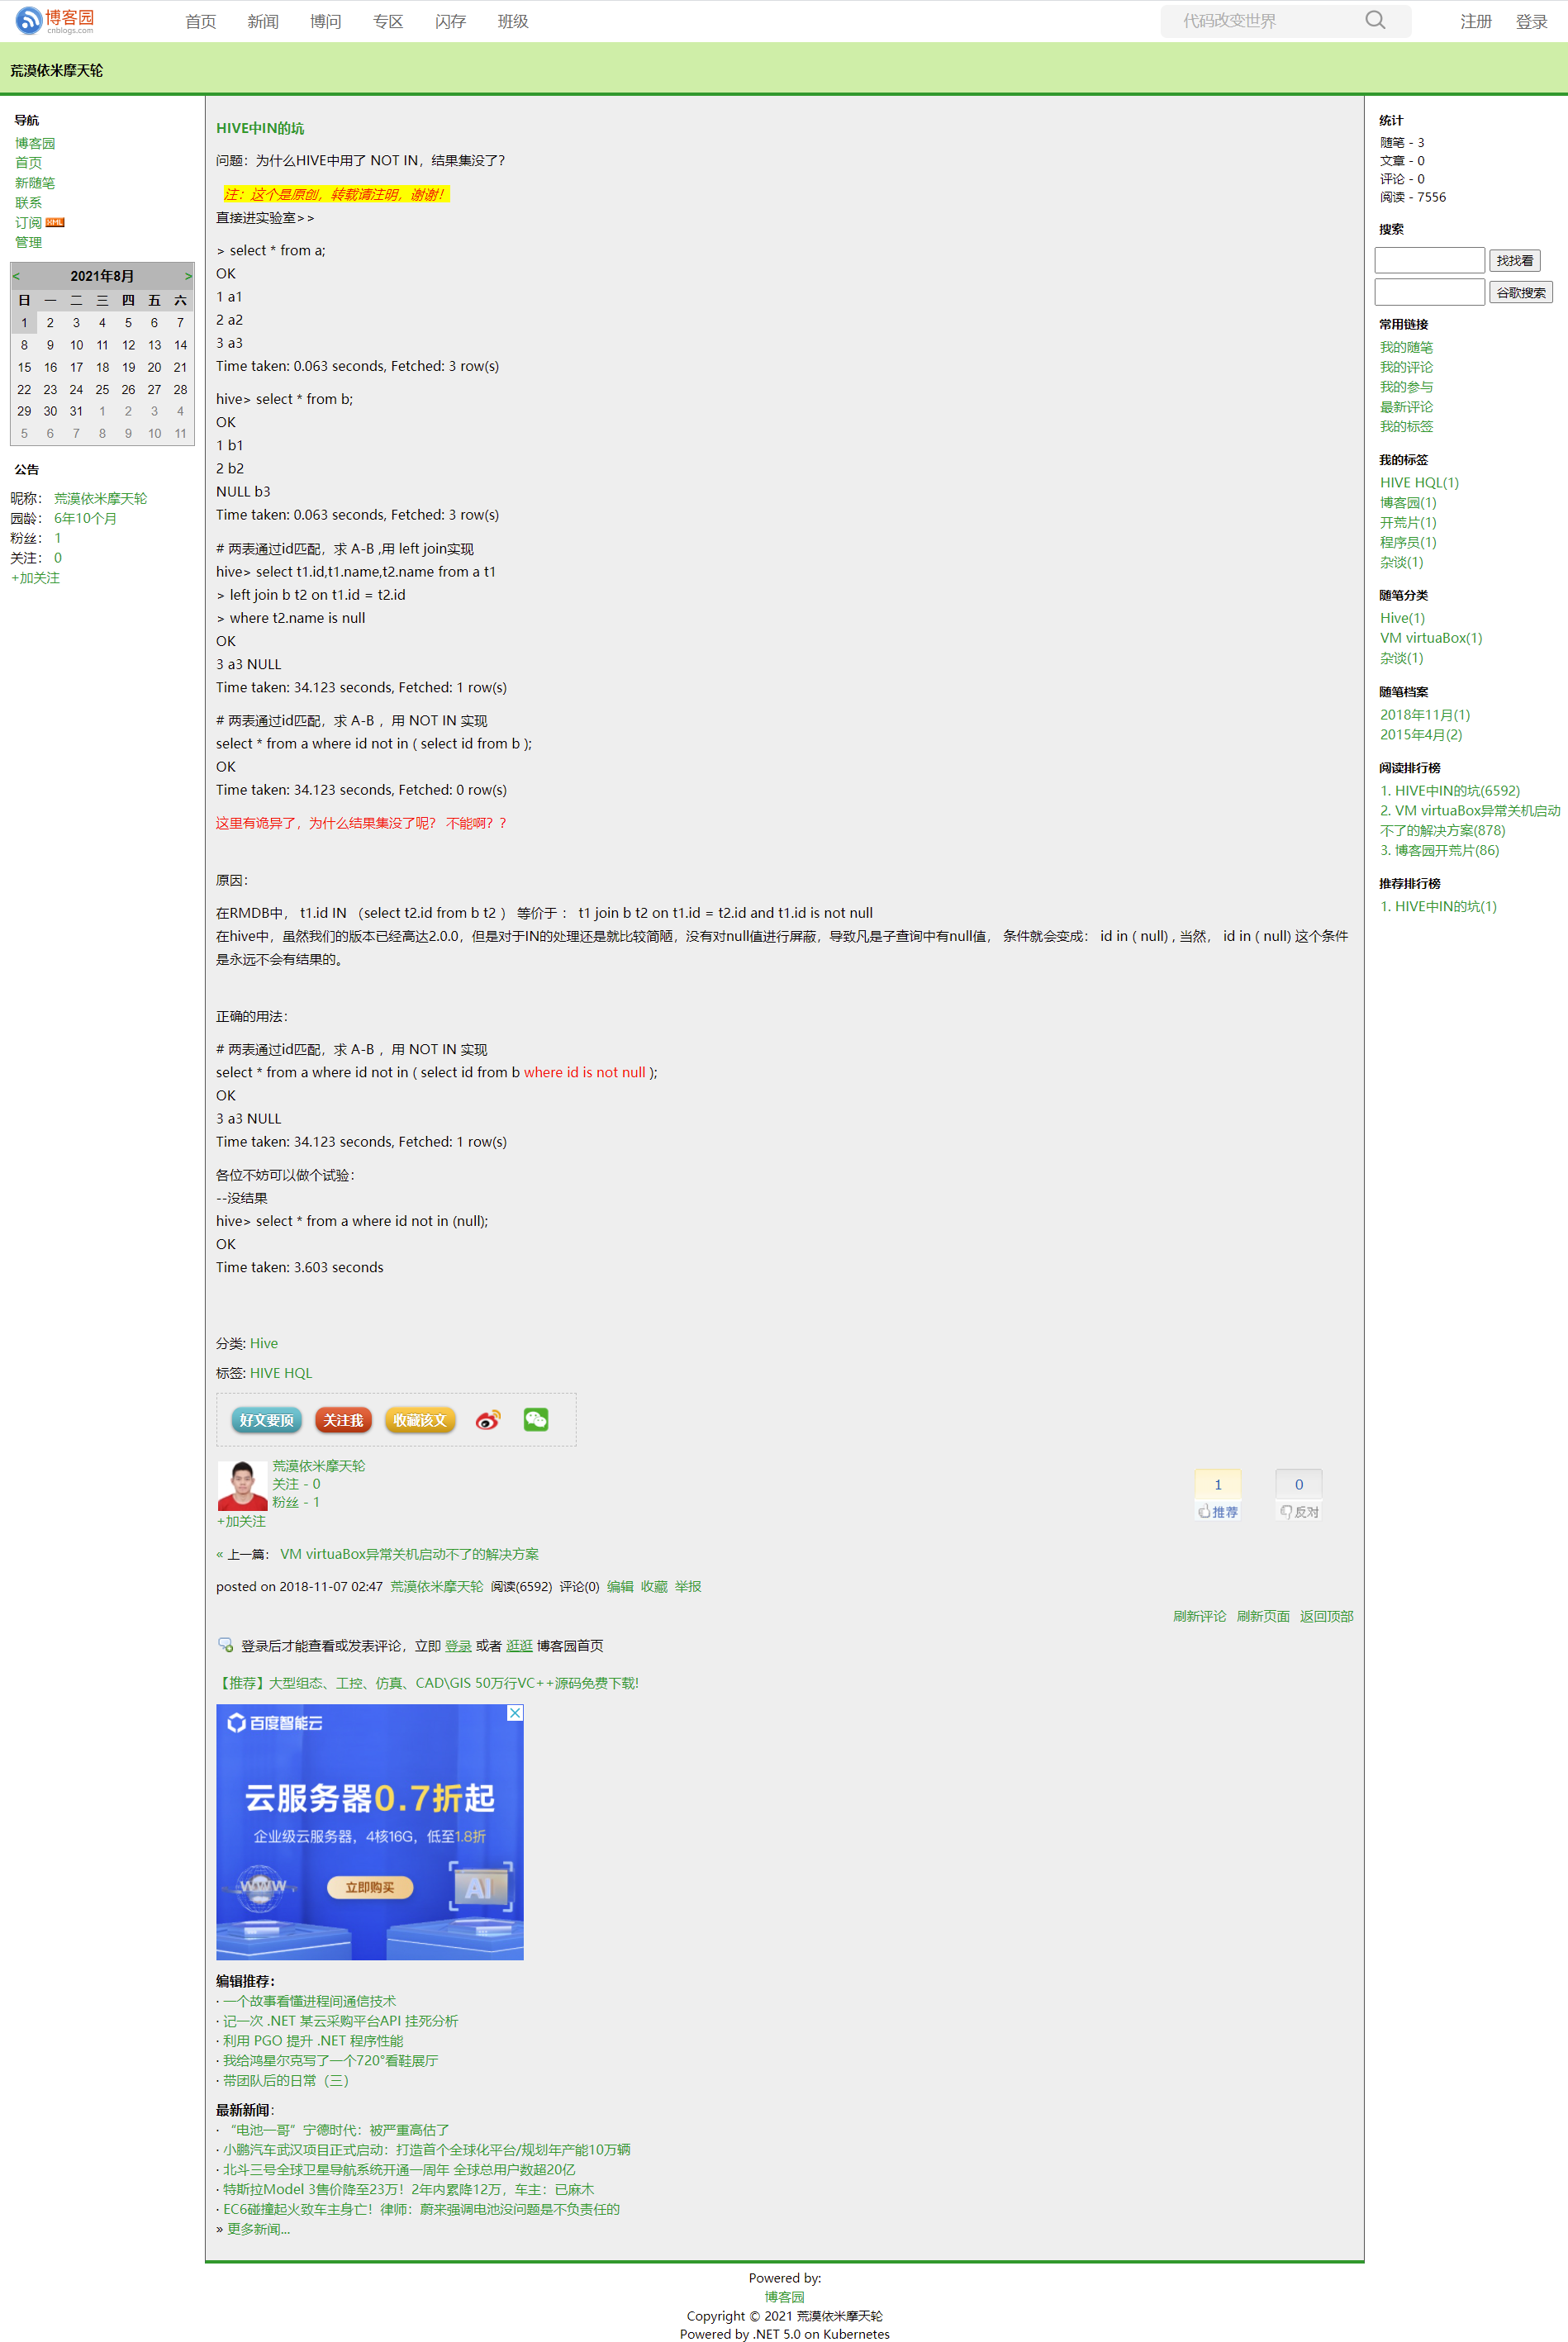 博客园
cnblogs.com
首页 新闻 博问 专区 闪存 班级
代码改变世界
注册 登录
荒漠依米摩天轮
导航
博客园
首页
新随笔
联系
订阅 XML
管理
< 2021年8月 >
日 一 二 三 四 五 六
1 2 3 4 5 6 7
8 9 10 11 12 13 14
15 16 17 18 19 20 21
22 23 24 25 26 27 28
29 30 31 1 2 3 4
5 6 7 8 9 10 11
公告
昵称： 荒漠依米摩天轮
园龄： 6年10个月
粉丝： 1
关注： 0
+加关注
HIVE中IN的坑
问题：为什么HIVE中用了 NOT IN，结果集没了?
注：这个是原创，转载请注明，谢谢！
直接进实验室>>
> select * from a;
OK
1 a1
2 a2
3 a3
Time taken: 0.063 seconds, Fetched: 3 row(s)
hive> select * from b;
OK
1 b1
2 b2
NULL b3
Time taken: 0.063 seconds, Fetched: 3 row(s)
# 两表通过id匹配，求 A-B ,用 left join实现
hive> select t1.id,t1.name,t2.name from a t1
> left join b t2 on t1.id = t2.id
> where t2.name is null
OK
3 a3 NULL
Time taken: 34.123 seconds, Fetched: 1 row(s)
# 两表通过id匹配，求 A-B ，用 NOT IN 实现
select * from a where id not in ( select id from b );
OK
Time taken: 34.123 seconds, Fetched: 0 row(s)
这里有诡异了，为什么结果集没了呢？ 不能啊？?
原因：
在RMDB中， t1.id IN （select t2.id from b t2 ） 等价于 ： t1 join b t2 on t1.id = t2.id and t1.id is not null
在hive中，虽然我们的版本已经高达2.0.0，但是对于IN的处理还是就比较简陋，没有对null值进行屏蔽，导致凡是子查询中有null值， 条件就会变成： id in ( null) , 当然， id in ( null) 这个条件
是永远不会有结果的。
正确的用法：
# 两表通过id匹配，求 A-B ，用 NOT IN 实现
select * from a where id not in ( select id from b where id is not null );
OK
3 a3 NULL
Time taken: 34.123 seconds, Fetched: 1 row(s)
各位不妨可以做个试验：
--没结果
hive> select * from a where id not in (null);
OK
Time taken: 3.603 seconds
分类: Hive
标签: HIVE HQL
好文要顶 关注我 收藏该文
荒漠依米摩天轮
关注 - 0
粉丝 - 1
+加关注
1 0
推荐 反对
« 上一篇： VM virtuaBox异常关机启动不了的解决方案
posted on 2018-11-07 02:47 荒漠依米摩天轮 阅读(6592) 评论(0) 编辑 收藏 举报
刷新评论 刷新页面 返回顶部
登录后才能查看或发表评论，立即 登录 或者 逛逛 博客园首页
【推荐】大型组态、工控、仿真、CAD\GIS 50万行VC++源码免费下载!
百度智能云
云服务器0.7折起
企业级云服务器，4核16G，低至1.8折
WWW. 立即购买 AI
编辑推荐：
· 一个故事看懂进程间通信技术
· 记一次 .NET 某云采购平台API 挂死分析
· 利用 PGO 提升 .NET 程序性能
· 我给鸿星尔克写了一个720°看鞋展厅
· 带团队后的日常（三）
最新新闻：
· “电池一哥”宁德时代：被严重高估了
· 小鹏汽车武汉项目正式启动：打造首个全球化平台/规划年产能10万辆
· 北斗三号全球卫星导航系统开通一周年 全球总用户数超20亿
· 特斯拉Model 3售价降至23万！2年内累降12万，车主：已麻木
· EC6碰撞起火致车主身亡！律师：蔚来强调电池没问题是不负责任的
» 更多新闻...
统计
随笔 - 3
文章 - 0
评论 - 0
阅读 - 7556
搜索
找找看
谷歌搜索
常用链接
我的随笔
我的评论
我的参与
最新评论
我的标签
我的标签
HIVE HQL(1)
博客园(1)
开荒片(1)
程序员(1)
杂谈(1)
随笔分类
Hive(1)
VM virtuaBox(1)
杂谈(1)
随笔档案
2018年11月(1)
2015年4月(2)
阅读排行榜
1. HIVE中IN的坑(6592)
2. VM virtuaBox异常关机启动
不了的解决方案(878)
3. 博客园开荒片(86)
推荐排行榜
1. HIVE中IN的坑(1)
Powered by:
博客园
Copyright © 2021 荒漠依米摩天轮
Powered by .NET 5.0 on Kubernetes